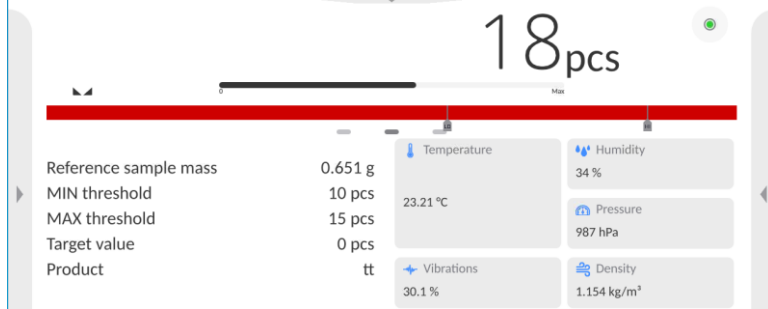 18pcs
0 Max
Reference sample mass 0.651 g
MIN threshold 10 pcs
MAX threshold 15 pcs
Target value 0 pcs
Product tt
Temperature
23.21 °C
Humidity
34 %
Pressure
987 hPa
Vibrations
30.1 %
Density
1.154 kg/m³